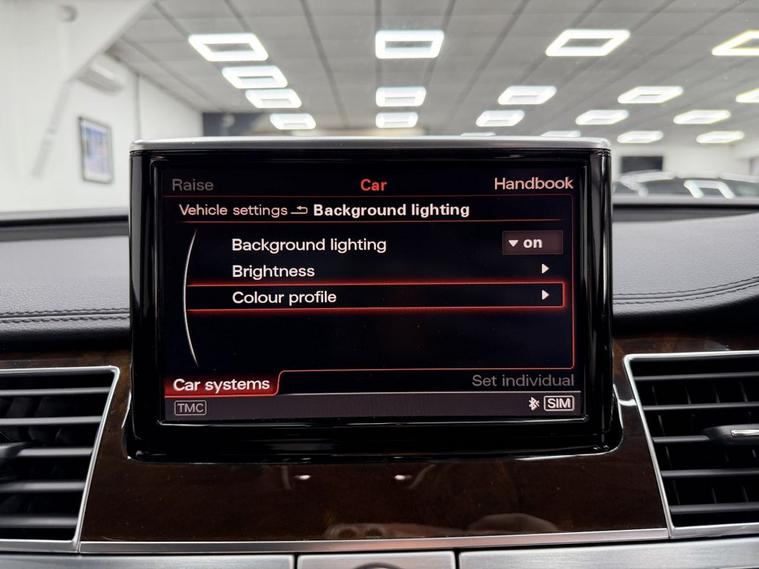 Raise Car Handbook
Vehicle settings Background lighting
Background lighting on
Brightness
Colour profile
Car systems Set individual
TMC SIM